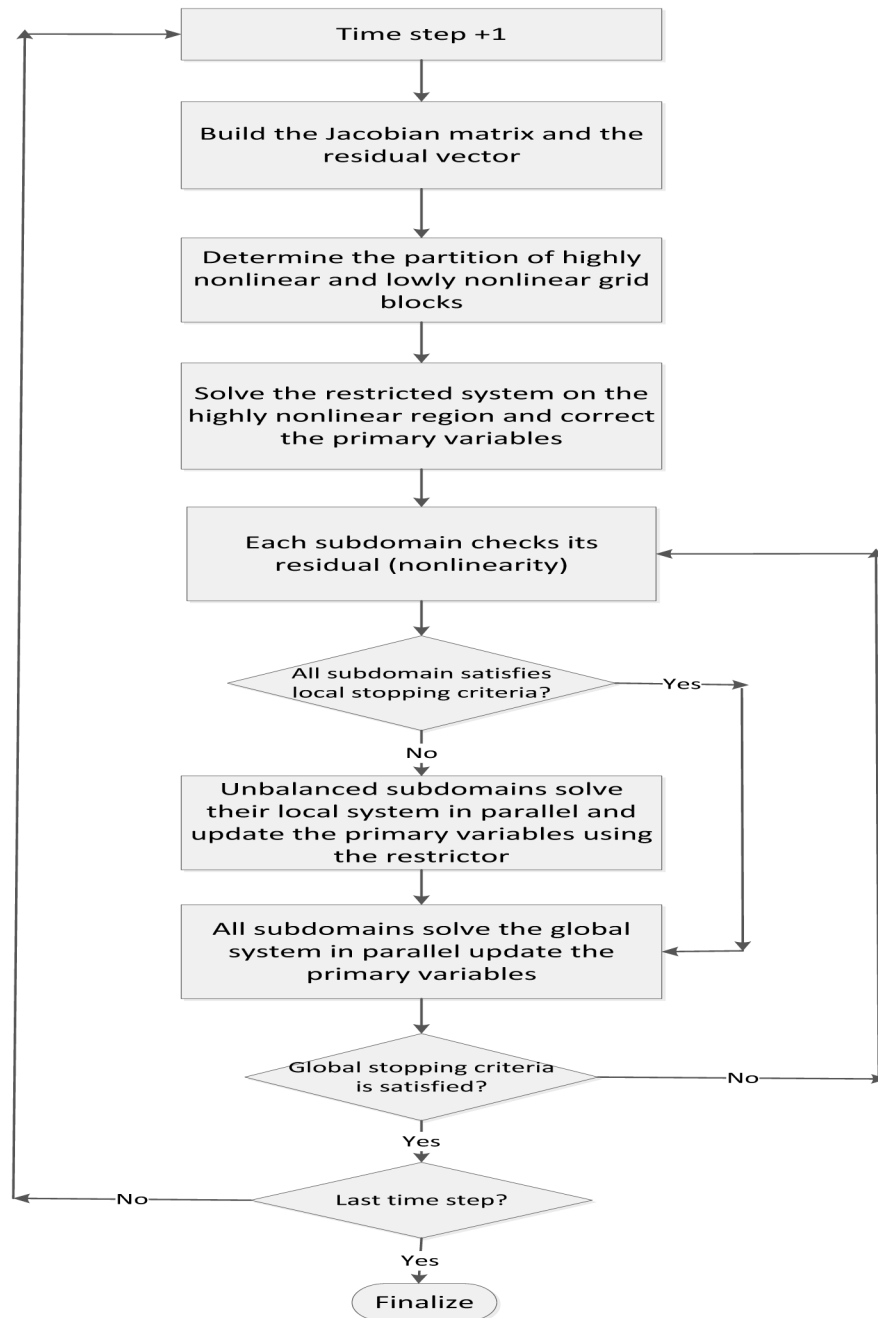 Time step +1
Build the Jacobian matrix and the
residual vector
Determine the partition of highly
nonlinear and lowly nonlinear grid
blocks
Solve the restricted system on the
highly nonlinear region and correct
the primary variables
Each subdomain checks its
residual (nonlinearity)
All subdomain satisfies
local stopping criteria?
Yes
No
Unbalanced subdomains solve
their local system in parallel and
update the primary variables using
the restrictor
All subdomains solve the global
system in parallel update the
primary variables
Global stopping criteria
is satisfied?
No
Yes
Last time step?
No
Yes
Finalize